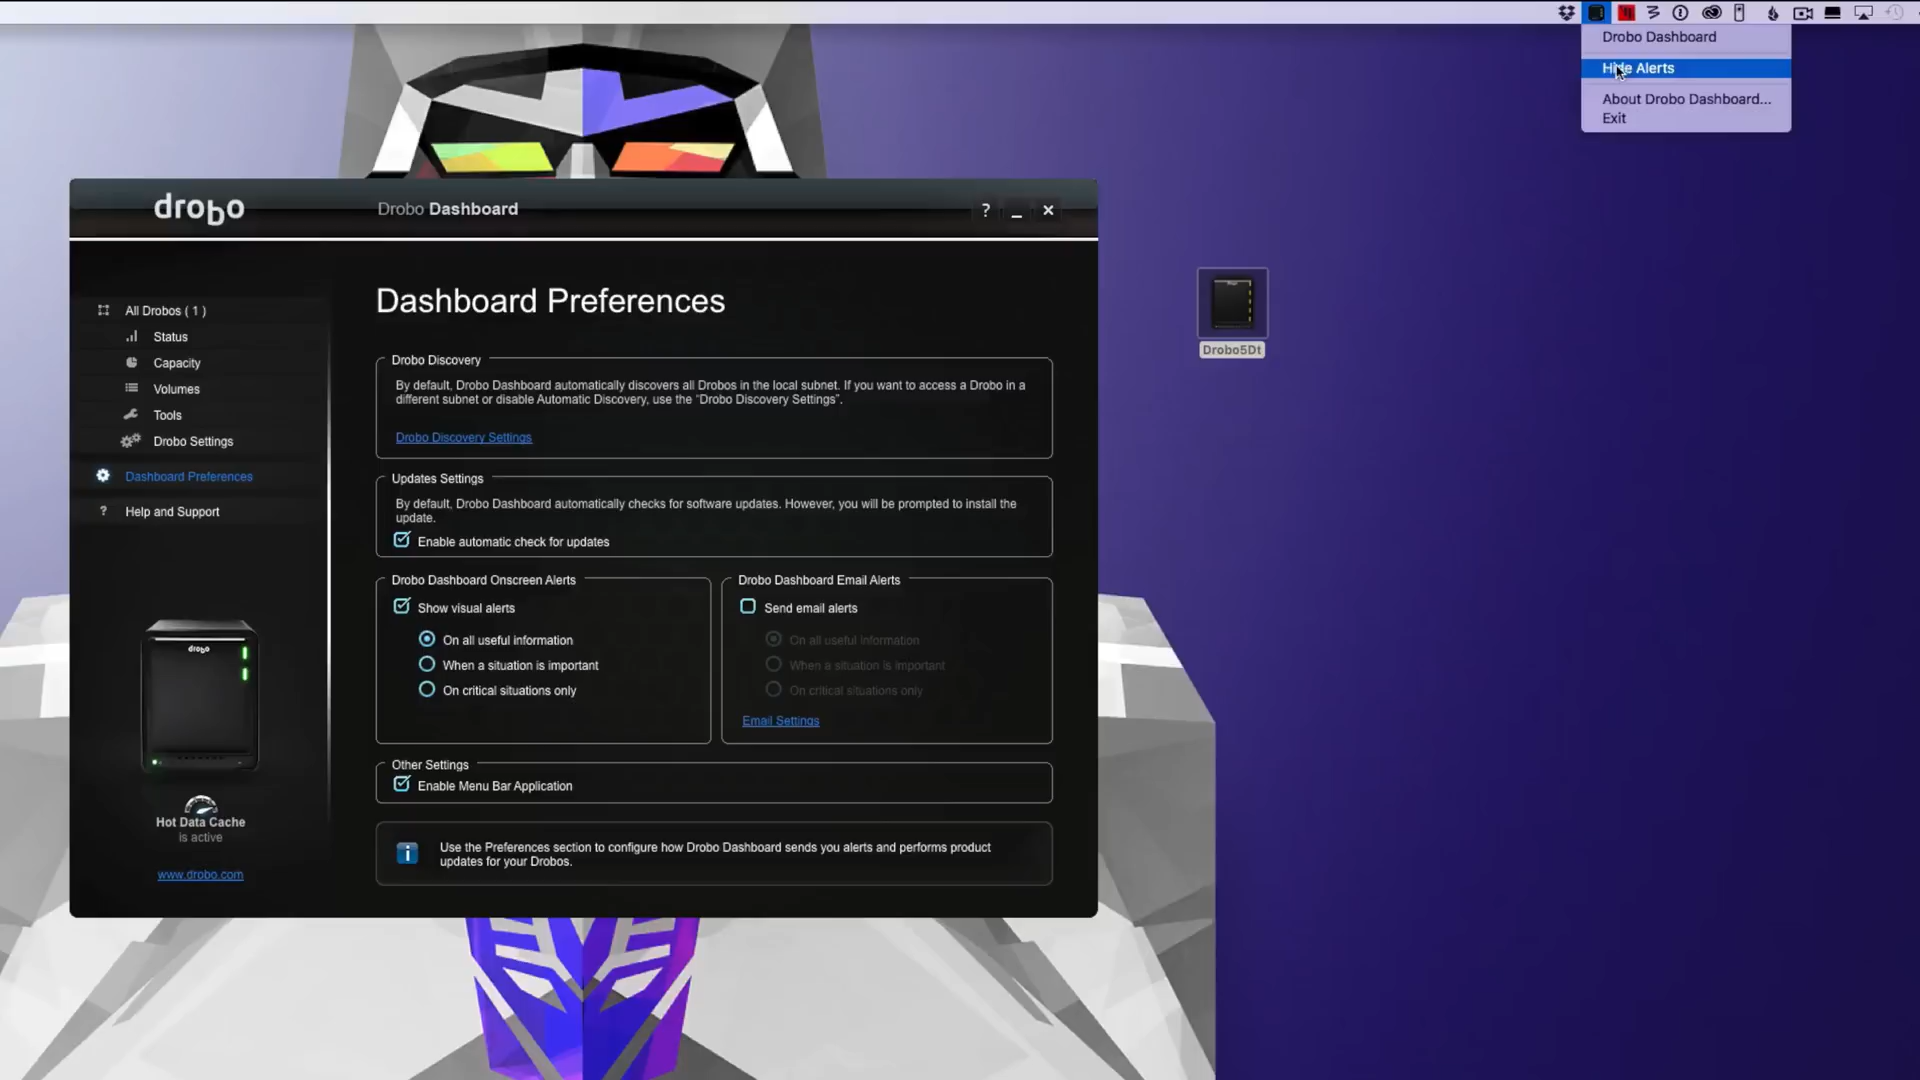 Drobo Dashboard
Hide Alerts
About Drobo Dashboard...
Exit
drobo
Drobo Dashboard
?
All Drobos ( 1 )
Status
Capacity
Volumes
Tools
Drobo Settings
Dashboard Preferences
? Help and Support
drobo
Hot Data Cache
is active
www.drobo.com
Dashboard Preferences
Drobo Discovery
By default, Drobo Dashboard automatically discovers all Drobos in the local subnet. If you want to access a Drobo in a
different subnet or disable Automatic Discovery, use the "Drobo Discovery Settings".
Drobo Discovery Settings
Updates Settings
By default, Drobo Dashboard automatically checks for software updates. However, you will be prompted to install the
update.
Enable automatic check for updates
Drobo Dashboard Onscreen Alerts
Show visual alerts
On all useful information
When a situation is important
On critical situations only
Drobo Dashboard Email Alerts
Send email alerts
On all useful information
When a situation is important
On critical situations only
Email Settings
Other Settings
Enable Menu Bar Application
Use the Preferences section to configure how Drobo Dashboard sends you alerts and performs product
updates for your Drobos.
Drobo5Dt